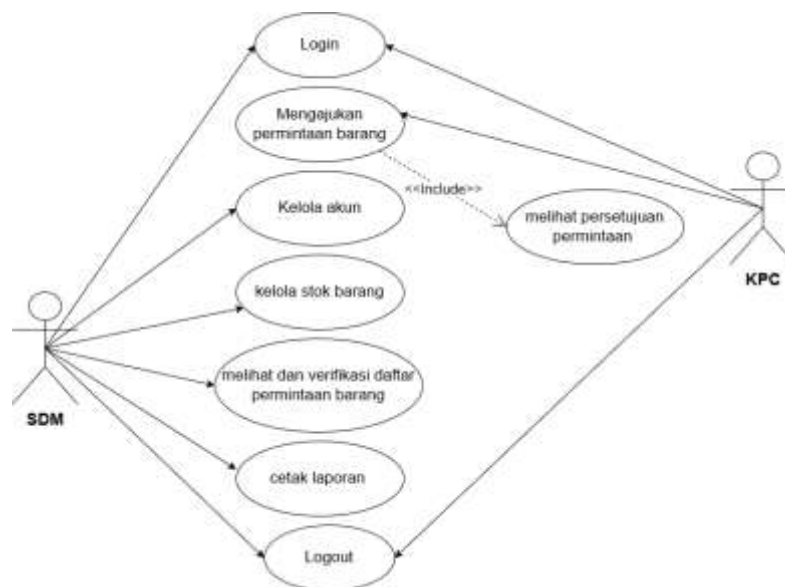 Login
Mengajukan
permintaan barang
<<Include>>
Kelola akun
melihat persetujuan
permintaan
KPC
kelola stok barang
melihat dan verifikasi daftar
permintaan barang
SDM
cetak laporan
Logout